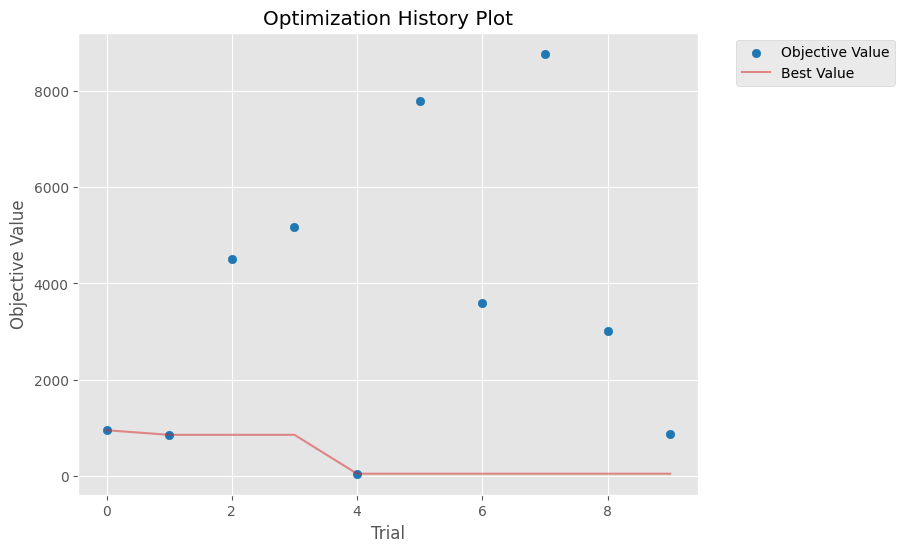 Optimization History Plot
Objective Value
Best Value
8000
6000
4000
2000
0
Objective Value
0 2 4 6 8
Trial